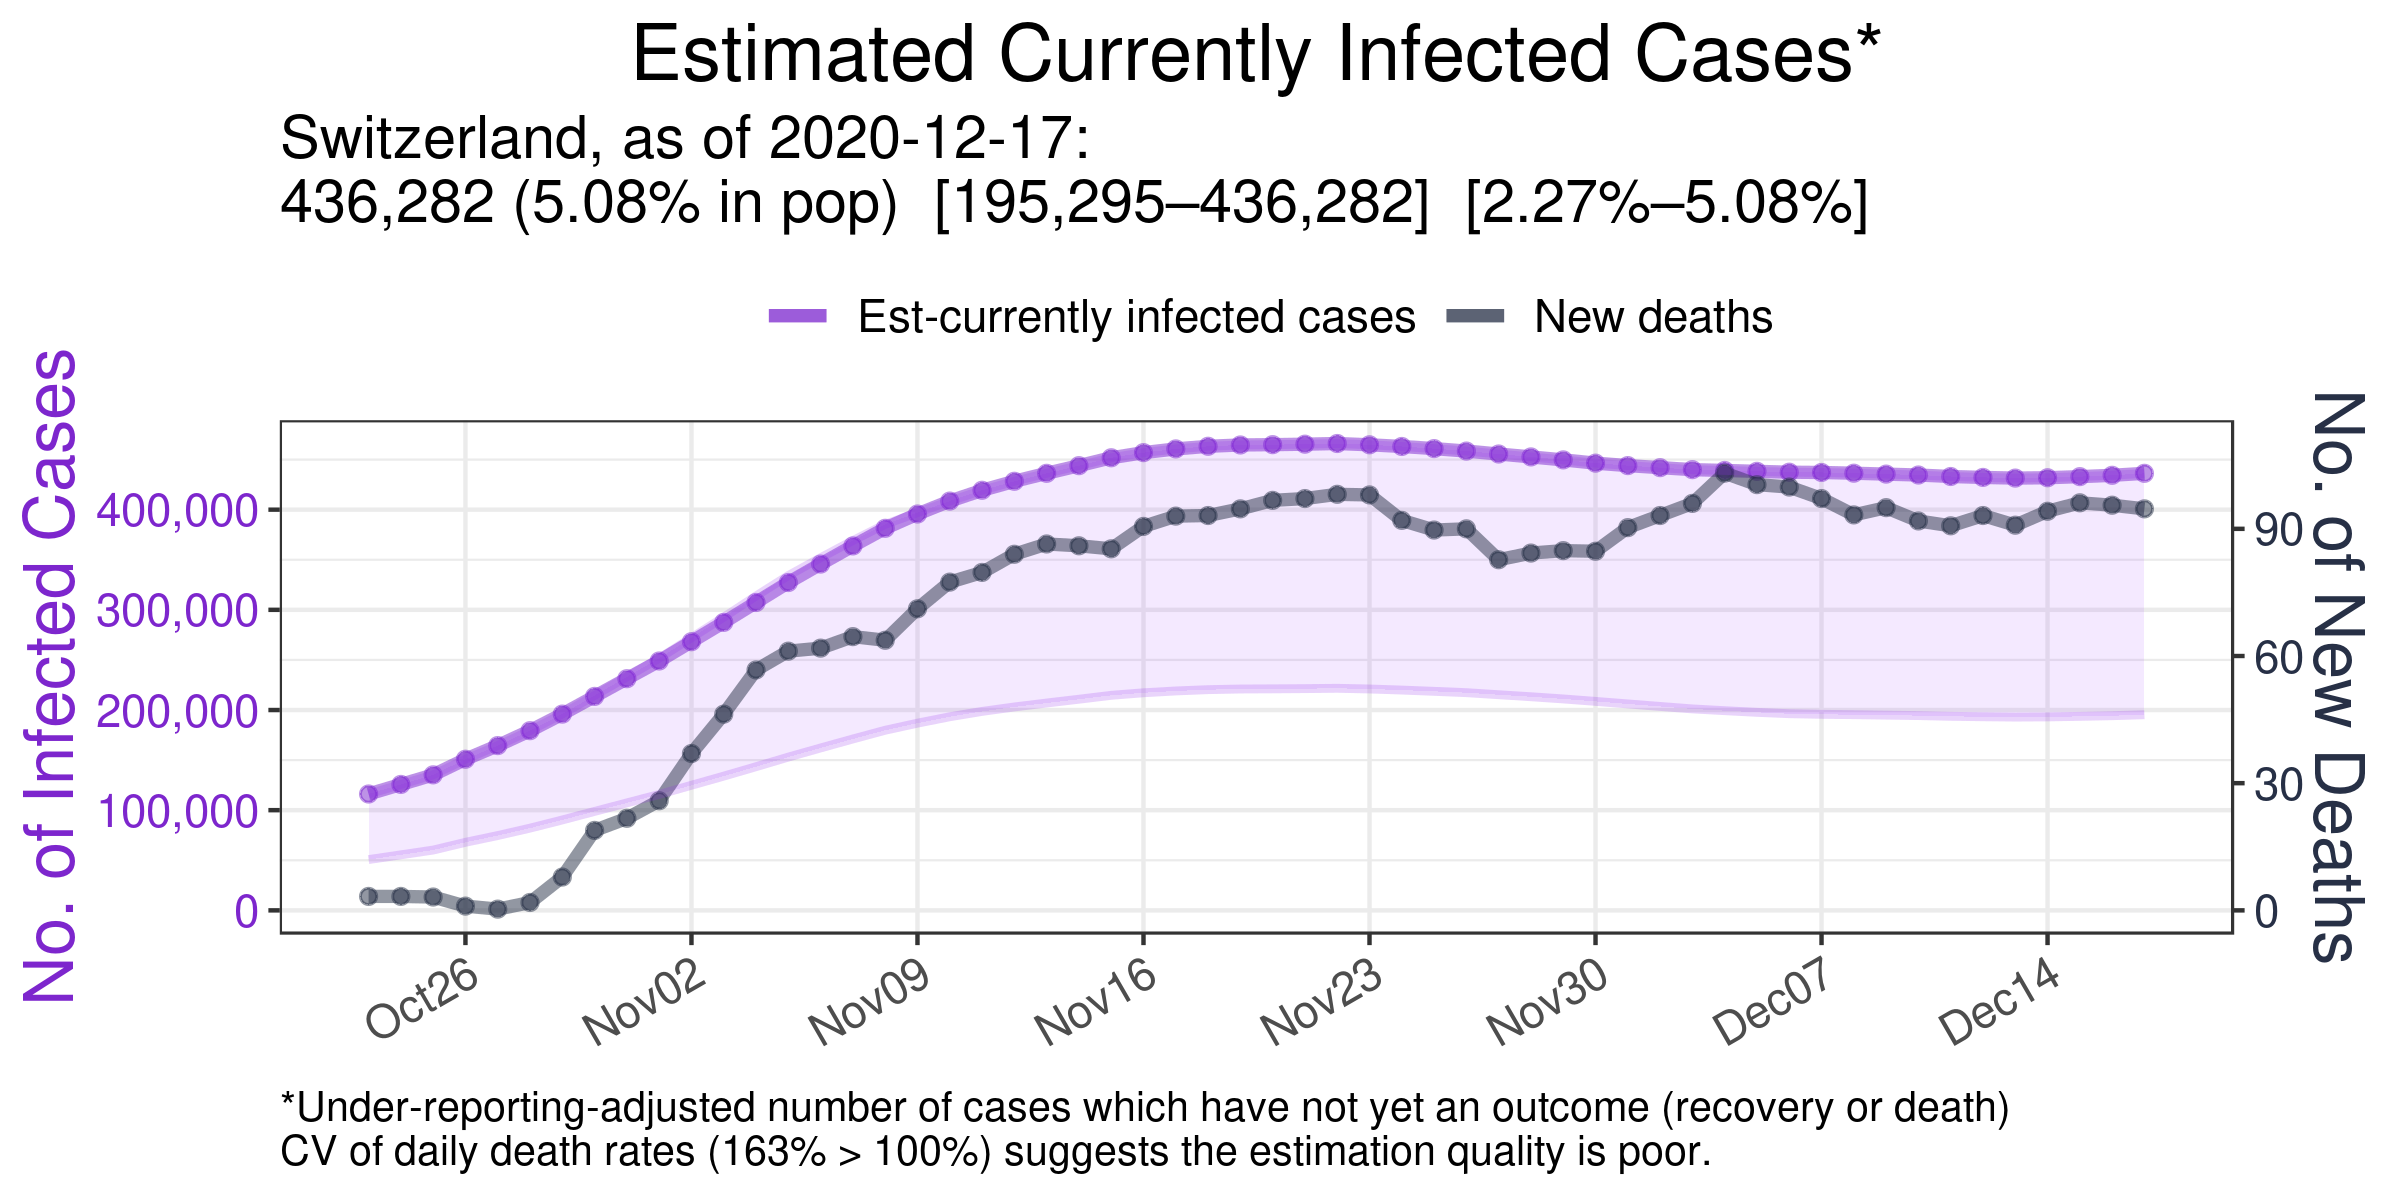 Estimated Currently Infected Cases*
Switzerland, as of 2020-12-17:
436,282 (5.08% in pop)  [195,295–436,282]  [2.27%–5.08%]
Est-currently infected cases
New deaths
No. of Infected Cases
400,000
300,000
200,000
100,000
0
90
60
30
0
No. of New Deaths
Oct26
Nov02
Nov09
Nov16
Nov23
Nov30
Dec07
Dec14
*Under-reporting-adjusted number of cases which have not yet an outcome (recovery or death)
CV of daily death rates (163% > 100%) suggests the estimation quality is poor.